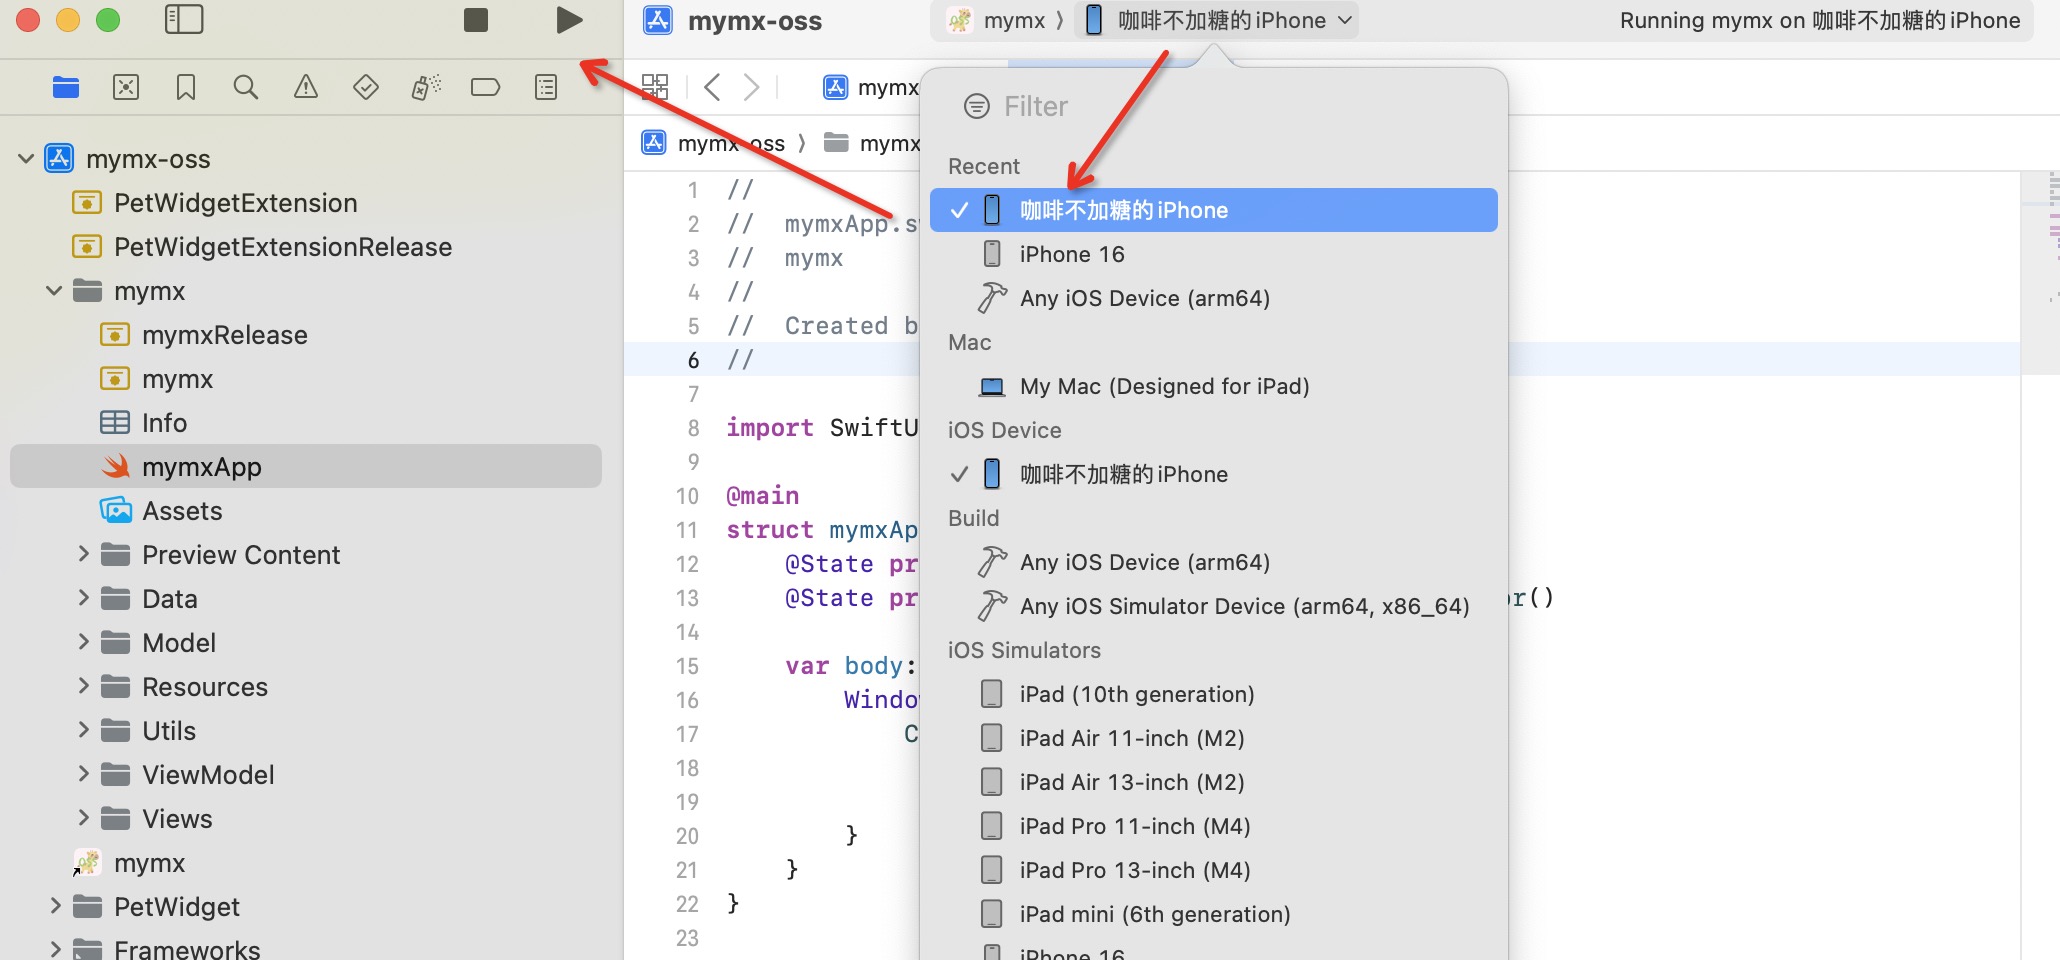 mymx-oss
mymx 〉 咖啡不加糖的iPhone
Running mymx on 咖啡不加糖的iPhone
mymx
mymx-oss 〉 mymx
mymx-oss
PetWidgetExtension
PetWidgetExtensionRelease
mymx
mymxRelease
mymx
Info
mymxApp
Assets
Preview Content
Data
Model
Resources
Utils
ViewModel
Views
mymx
PetWidget
Frameworks
1 //
2 // mymxApp.s
3 // mymx
4 //
5 // Created b
6 //
7
8 import SwiftU
9
10 @main
11 struct mymxAp
12 @State pr
13 @State pr r()
14
15 var body:
16 Windo
17 C
18
19
20 }
21 }
22 }
23
Filter
Recent
咖啡不加糖的iPhone
iPhone 16
Any iOS Device (arm64)
Mac
My Mac (Designed for iPad)
iOS Device
咖啡不加糖的iPhone
Build
Any iOS Device (arm64)
Any iOS Simulator Device (arm64, x86_64)
iOS Simulators
iPad (10th generation)
iPad Air 11-inch (M2)
iPad Air 13-inch (M2)
iPad Pro 11-inch (M4)
iPad Pro 13-inch (M4)
iPad mini (6th generation)
iPhone 16